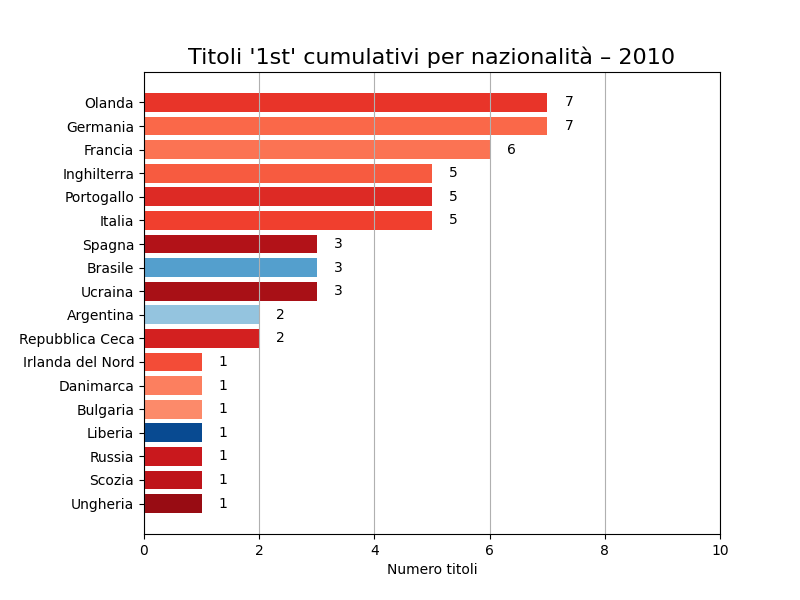 Titoli '1st' cumulativi per nazionalità – 2010
Olanda 7
Germania 7
Francia 6
Inghilterra 5
Portogallo 5
Italia 5
Spagna 3
Brasile 3
Ucraina 3
Argentina 2
Repubblica Ceca 2
Irlanda del Nord 1
Danimarca 1
Bulgaria 1
Liberia 1
Russia 1
Scozia 1
Ungheria 1
0 2 4 6 8 10
Numero titoli